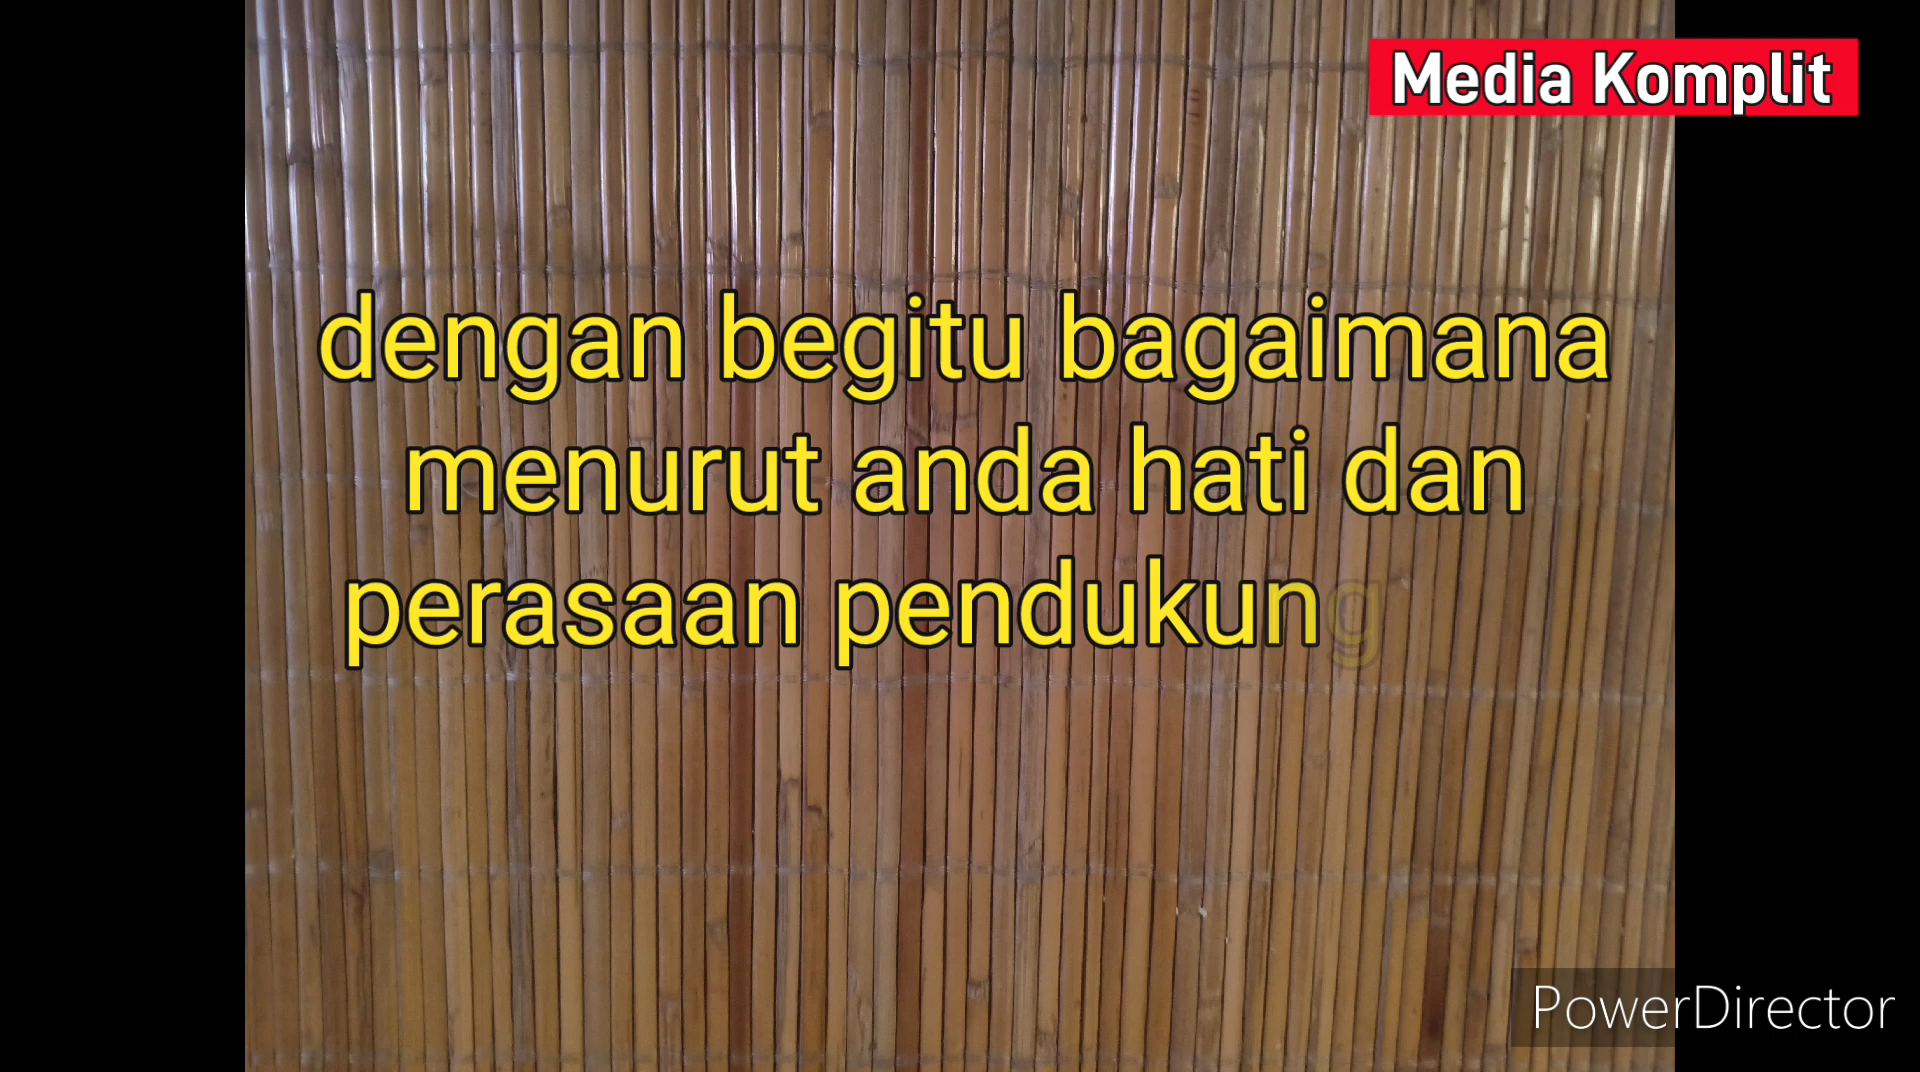 Media Komplit
dengan begitu bagaimana
menurut anda hati dan
perasaan pendukung
PowerDirector